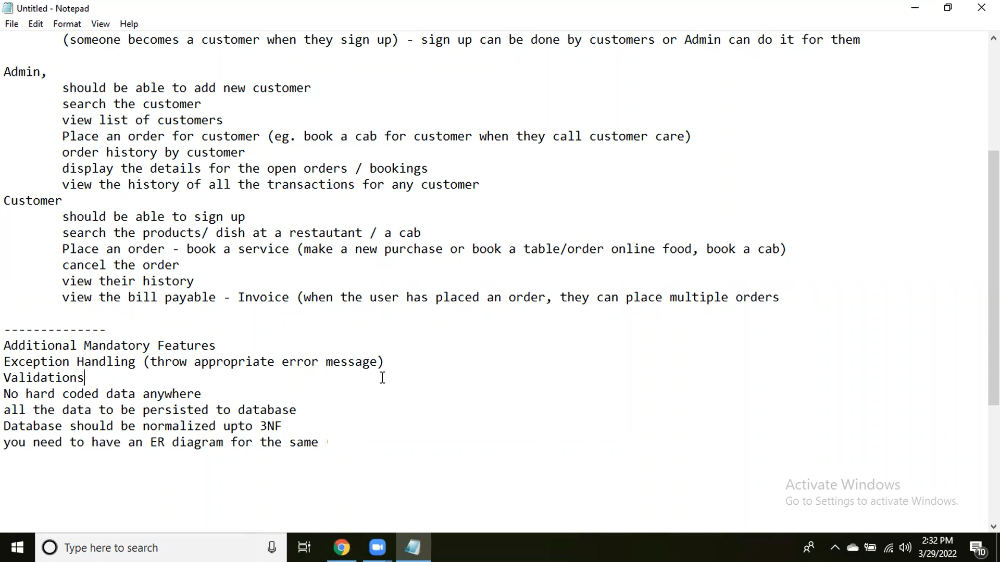 Untitled - Notepad
File Edit Format View Help
(someone becomes a customer when they sign up) - sign up can be done by customers or Admin can do it for them
Admin,
should be able to add new customer
search the customer
view list of customers
Place an order for customer (eg. book a cab for customer when they call customer care)
order history by customer
display the details for the open orders / bookings
view the history of all the transactions for any customer
Customer
should be able to sign up
search the products/ dish at a restautant / a cab
Place an order - book a service (make a new purchase or book a table/order online food, book a cab)
cancel the order
view their history
view the bill payable - Invoice (when the user has placed an order, they can place multiple orders
--------------
Additional Mandatory Features
Exception Handling (throw appropriate error message)
Validations
No hard coded data anywhere
all the data to be persisted to database
Database should be normalized upto 3NF
you need to have an ER diagram for the same
Activate Windows
Go to Settings to activate Windows.
Type here to search
2:32 PM
3/29/2022
10